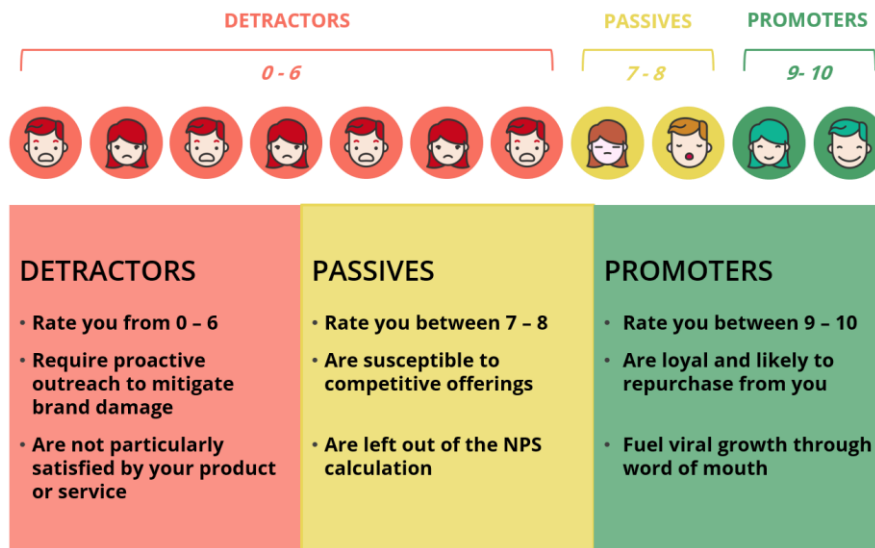 DETRACTORS
PASSIVES
PROMOTERS
0 - 6
7 - 8
9- 10
DETRACTORS
• Rate you from 0 – 6
• Require proactive
outreach to mitigate
brand damage
• Are not particularly
satisfied by your product
or service
PASSIVES
• Rate you between 7 – 8
• Are susceptible to
competitive offerings
• Are left out of the NPS
calculation
PROMOTERS
• Rate you between 9 – 10
• Are loyal and likely to
repurchase from you
• Fuel viral growth through
word of mouth